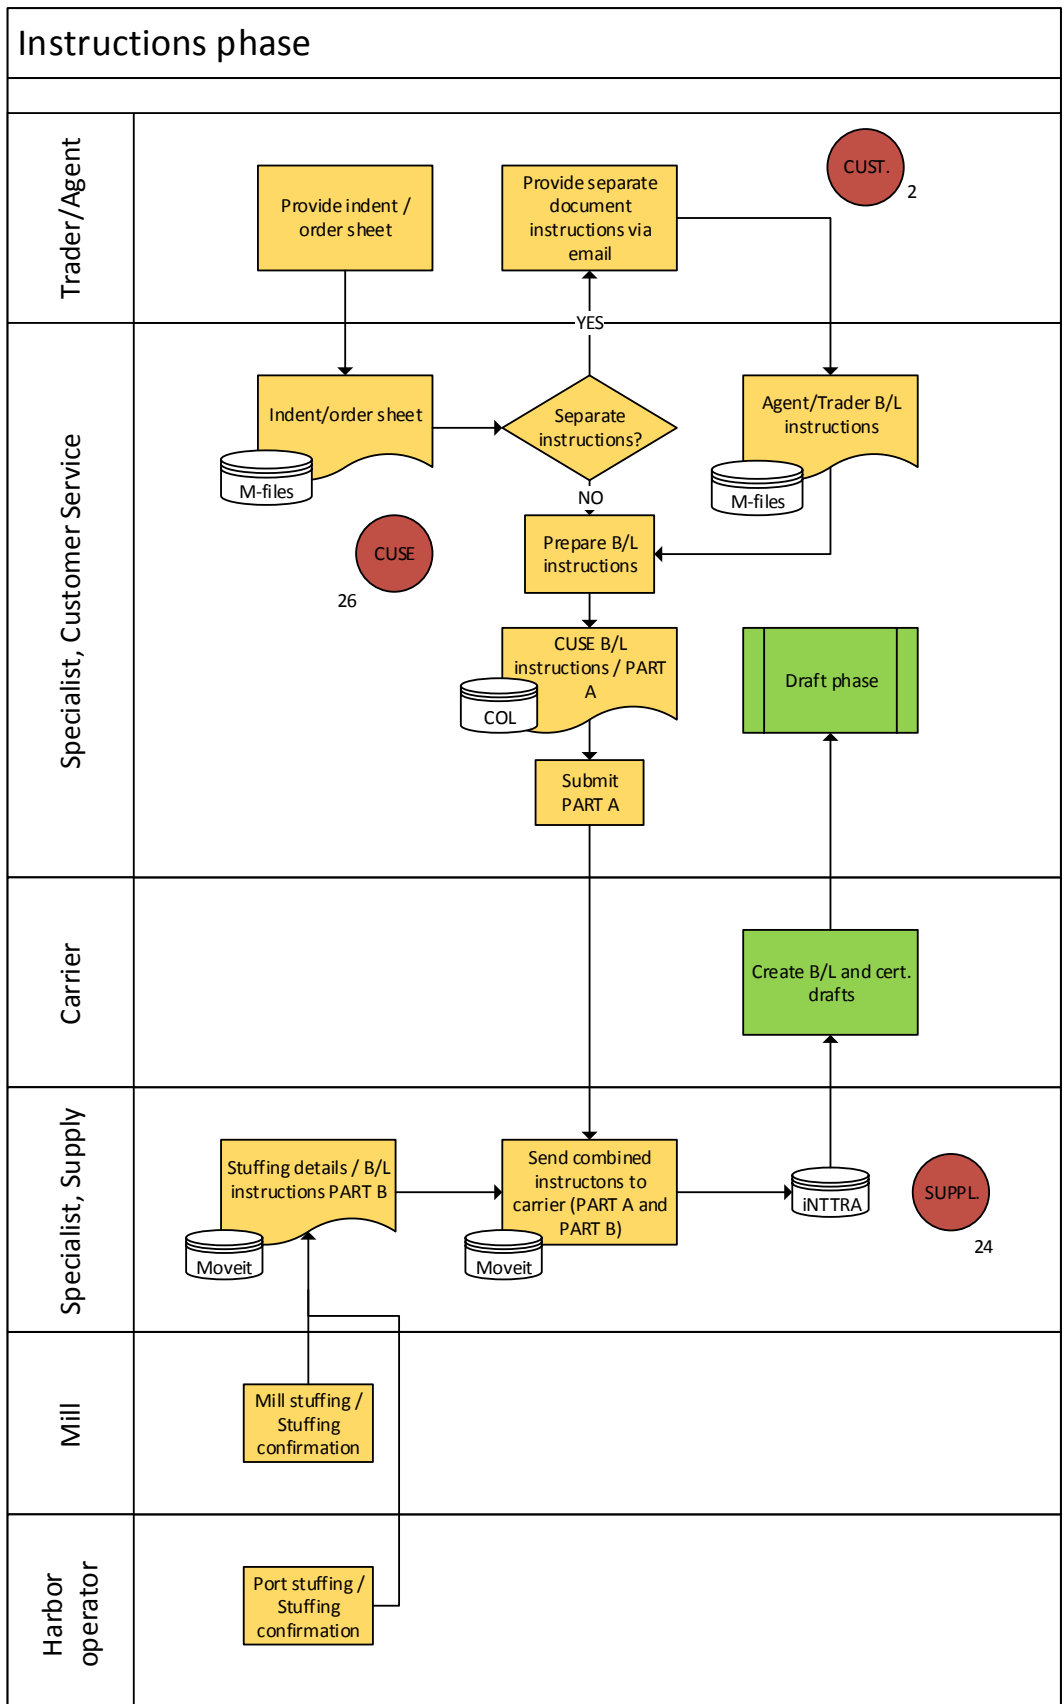 Instructions phase
Trader/Agent
Provide indent /
order sheet
Provide separate
document
instructions via
email
CUST.
2
YES
Specialist, Customer Service
Indent/order sheet
M-files
Separate
instructions?
Agent/Trader B/L
instructions
M-files
NO
CUSE
26
Prepare B/L
instructions
CUSE B/L
instructions / PART
A
COL
Draft phase
Submit
PART A
Carrier
Create B/L and cert.
drafts
Specialist, Supply
Stuffing details / B/L
instructions PART B
Moveit
Send combined
instructons to
carrier (PART A and
PART B)
Moveit
iNTTRA
SUPPL.
24
Mill
Mill stuffing /
Stuffing
confirmation
Harbor
operator
Port stuffing /
Stuffing
confirmation